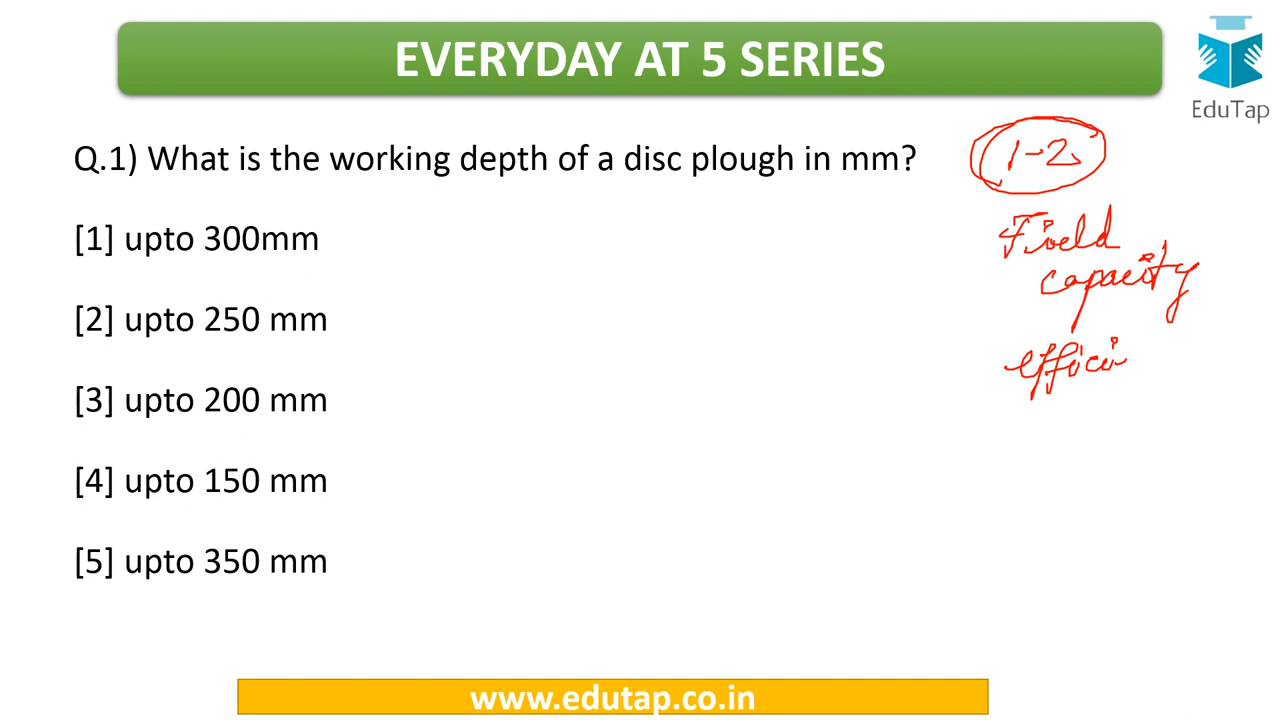 EVERYDAY AT 5 SERIES
EduTap
Q.1) What is the working depth of a disc plough in mm?
1-2
[1] upto 300mm
Field
capacity
[2] upto 250 mm
effici
[3] upto 200 mm
[4] upto 150 mm
[5] upto 350 mm
www.edutap.co.in